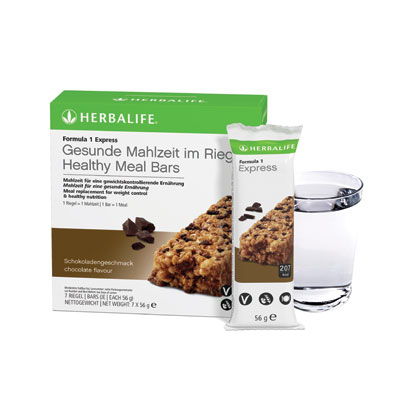 HERBALIFE
Formula 1 Express
Gesunde Mahlzeit im Rieg
Healthy Meal Bars
Mahlzeit für eine gewichtskontrollierende Ernährung
Mahlzeit für eine gesunde Ernährung
Meal replacement for weight control
& healthy nutrition
1 Riegel = 1 Mahlzeit | 1 Bar = 1 Meal
Schokoladengeschmack
chocolate flavour
7 RIEGEL | BARS (JE | EACH 56 g)
NETTOGEWICHT | NET WEIGHT 7 X 56 g e
HERBALIFE
Formula 1
Express
207
kcal
56 g e